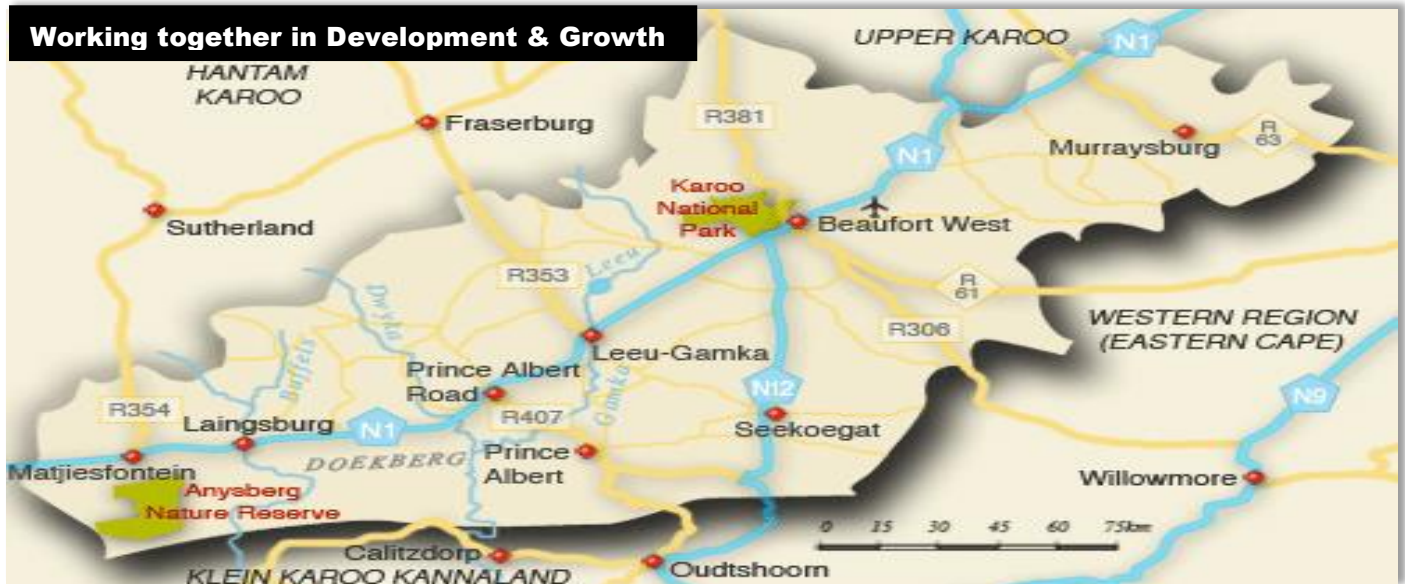 Working together in Development & Growth
UPPER KAROO
N1
HANTAM
KAROO
Fraserburg
R381
N1
Murraysburg
R
63
Karoo
National
Park
Sutherland
Beaufort West
R353
Leeu
Dwyka
R
61
R306
WESTERN REGION
(EASTERN CAPE)
Leeu-Gamka
Buffels
Prince Albert
Road
Gamka
N12
N9
R354
R407
Laingsburg
N1
Seekoegat
Matjiesfontein
DOEKBERG
Prince
Albert
Willowmore
Anysberg
Nature Reserve
0 15 30 45 60 75km
Calitzdorp
Oudtshoorn
KLEIN KAROO KANNALAND